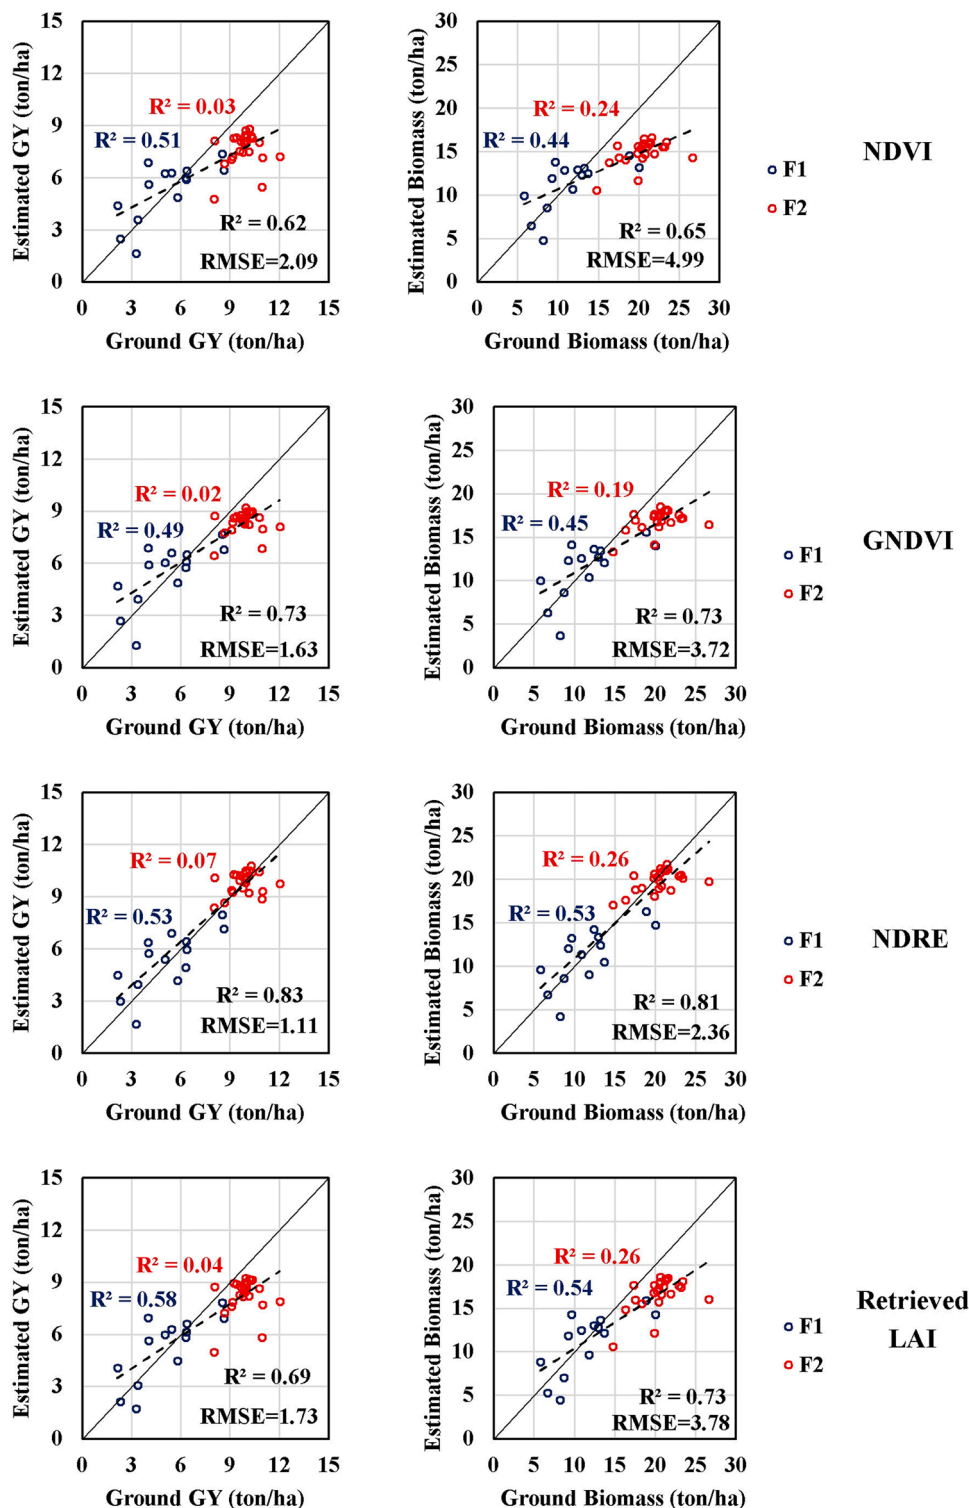 15
12
9
6
3
0
Estimated GY (ton/ha)
R² = 0.03
R² = 0.51
R² = 0.62
RMSE=2.09
0 3 6 9 12 15
Ground GY (ton/ha)
30
25
20
15
10
5
0
Estimated Biomass (ton/ha)
R² = 0.24
R² = 0.44
R² = 0.65
RMSE=4.99
0 5 10 15 20 25 30
Ground Biomass (ton/ha)
NDVI
F1
F2
15
12
9
6
3
0
Estimated GY (ton/ha)
R² = 0.02
R² = 0.49
R² = 0.73
RMSE=1.63
0 3 6 9 12 15
Ground GY (ton/ha)
30
25
20
15
10
5
0
Estimated Biomass (ton/ha)
R² = 0.19
R² = 0.45
R² = 0.73
RMSE=3.72
0 5 10 15 20 25 30
Ground Biomass (ton/ha)
GNDVI
F1
F2
15
12
9
6
3
0
Estimated GY (ton/ha)
R² = 0.07
R² = 0.53
R² = 0.83
RMSE=1.11
0 3 6 9 12 15
Ground GY (ton/ha)
30
25
20
15
10
5
0
Estimated Biomass (ton/ha)
R² = 0.26
R² = 0.53
R² = 0.81
RMSE=2.36
0 5 10 15 20 25 30
Ground Biomass (ton/ha)
NDRE
F1
F2
15
12
9
6
3
0
Estimated GY (ton/ha)
R² = 0.04
R² = 0.58
R² = 0.69
RMSE=1.73
0 3 6 9 12 15
Ground GY (ton/ha)
30
25
20
15
10
5
0
Estimated Biomass (ton/ha)
R² = 0.26
R² = 0.54
R² = 0.73
RMSE=3.78
0 5 10 15 20 25 30
Ground Biomass (ton/ha)
Retrieved
LAI
F1
F2